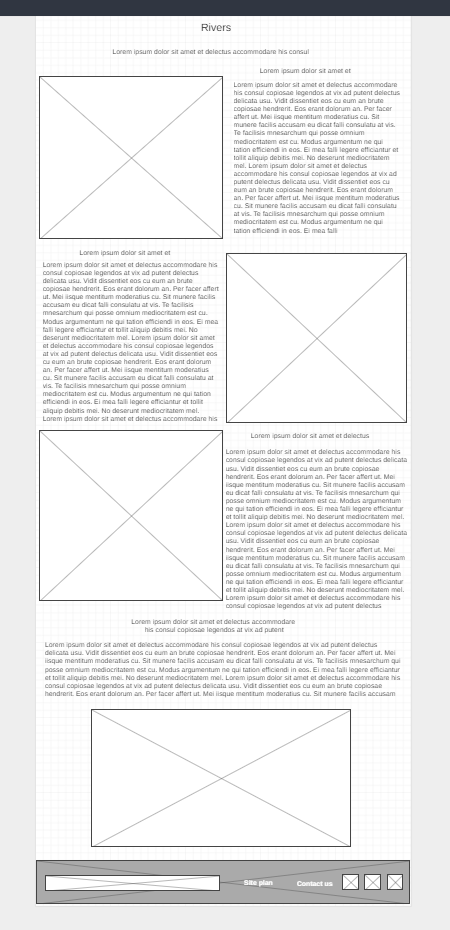 Rivers
Lorem ipsum dolor sit amet et delectus accommodare his consul
Lorem ipsum dolor sit amet et
Lorem ipsum dolor sit amet et delectus accommodare
his consul copiosae legendos at vix ad putent delectus
delicata usu. Vidit dissentiet eos cu eum an brute
copiosae hendrerit. Eos erant dolorum an. Per facer
affert ut. Mei iisque mentitum moderatius cu. Sit
munere facilis accusam eu dicat falli consulatu at vis.
Te facilisis mnesarchum qui posse omnium
mediocritatem est cu. Modus argumentum ne qui
tation efficiendi in eos. Ei mea falli legere efficiantur et
tollit aliquip debitis mei. No deserunt mediocritatem
mel. Lorem ipsum dolor sit amet et delectus
accommodare his consul copiosae legendos at vix ad
putent delectus delicata usu. Vidit dissentiet eos cu
eum an brute copiosae hendrerit. Eos erant dolorum
an. Per facer affert ut. Mei iisque mentitum moderatius
cu. Sit munere facilis accusam eu dicat falli consulatu
at vis. Te facilisis mnesarchum qui posse omnium
mediocritatem est cu. Modus argumentum ne qui
tation efficiendi in eos. Ei mea falli
Lorem ipsum dolor sit amet et
Lorem ipsum dolor sit amet et delectus accommodare his
consul copiosae legendos at vix ad putent delectus
delicata usu. Vidit dissentiet eos cu eum an brute
copiosae hendrerit. Eos erant dolorum an. Per facer affert
ut. Mei iisque mentitum moderatius cu. Sit munere facilis
accusam eu dicat falli consulatu at vis. Te facilisis
mnesarchum qui posse omnium mediocritatem est cu.
Modus argumentum ne qui tation efficiendi in eos. Ei mea
falli legere efficiantur et tollit aliquip debitis mei. No
deserunt mediocritatem mel. Lorem ipsum dolor sit amet
et delectus accommodare his consul copiosae legendos
at vix ad putent delectus delicata usu. Vidit dissentiet eos
cu eum an brute copiosae hendrerit. Eos erant dolorum
an. Per facer affert ut. Mei iisque mentitum moderatius
cu. Sit munere facilis accusam eu dicat falli consulatu at
vis. Te facilisis mnesarchum qui posse omnium
mediocritatem est cu. Modus argumentum ne qui tation
efficiendi in eos. Ei mea falli legere efficiantur et tollit
aliquip debitis mei. No deserunt mediocritatem mel.
Lorem ipsum dolor sit amet et delectus accommodare his
Lorem ipsum dolor sit amet et delectus
Lorem ipsum dolor sit amet et delectus accommodare his
consul copiosae legendos at vix ad putent delectus delicata
usu. Vidit dissentiet eos cu eum an brute copiosae
hendrerit. Eos erant dolorum an. Per facer affert ut. Mei
iisque mentitum moderatius cu. Sit munere facilis accusam
eu dicat falli consulatu at vis. Te facilisis mnesarchum qui
posse omnium mediocritatem est cu. Modus argumentum
ne qui tation efficiendi in eos. Ei mea falli legere efficiantur
et tollit aliquip debitis mei. No deserunt mediocritatem mel.
Lorem ipsum dolor sit amet et delectus accommodare his
consul copiosae legendos at vix ad putent delectus delicata
usu. Vidit dissentiet eos cu eum an brute copiosae
hendrerit. Eos erant dolorum an. Per facer affert ut. Mei
iisque mentitum moderatius cu. Sit munere facilis accusam
eu dicat falli consulatu at vis. Te facilisis mnesarchum qui
posse omnium mediocritatem est cu. Modus argumentum
ne qui tation efficiendi in eos. Ei mea falli legere efficiantur
et tollit aliquip debitis mei. No deserunt mediocritatem mel.
Lorem ipsum dolor sit amet et delectus accommodare his
consul copiosae legendos at vix ad putent delectus
Lorem ipsum dolor sit amet et delectus accommodare
his consul copiosae legendos at vix ad putent
Lorem ipsum dolor sit amet et delectus accommodare his consul copiosae legendos at vix ad putent delectus
delicata usu. Vidit dissentiet eos cu eum an brute copiosae hendrerit. Eos erant dolorum an. Per facer affert ut. Mei
iisque mentitum moderatius cu. Sit munere facilis accusam eu dicat falli consulatu at vis. Te facilisis mnesarchum qui
posse omnium mediocritatem est cu. Modus argumentum ne qui tation efficiendi in eos. Ei mea falli legere efficiantur
et tollit aliquip debitis mei. No deserunt mediocritatem mel. Lorem ipsum dolor sit amet et delectus accommodare his
consul copiosae legendos at vix ad putent delectus delicata usu. Vidit dissentiet eos cu eum an brute copiosae
hendrerit. Eos erant dolorum an. Per facer affert ut. Mei iisque mentitum moderatius cu. Sit munere facilis accusam
Site plan
Contact us